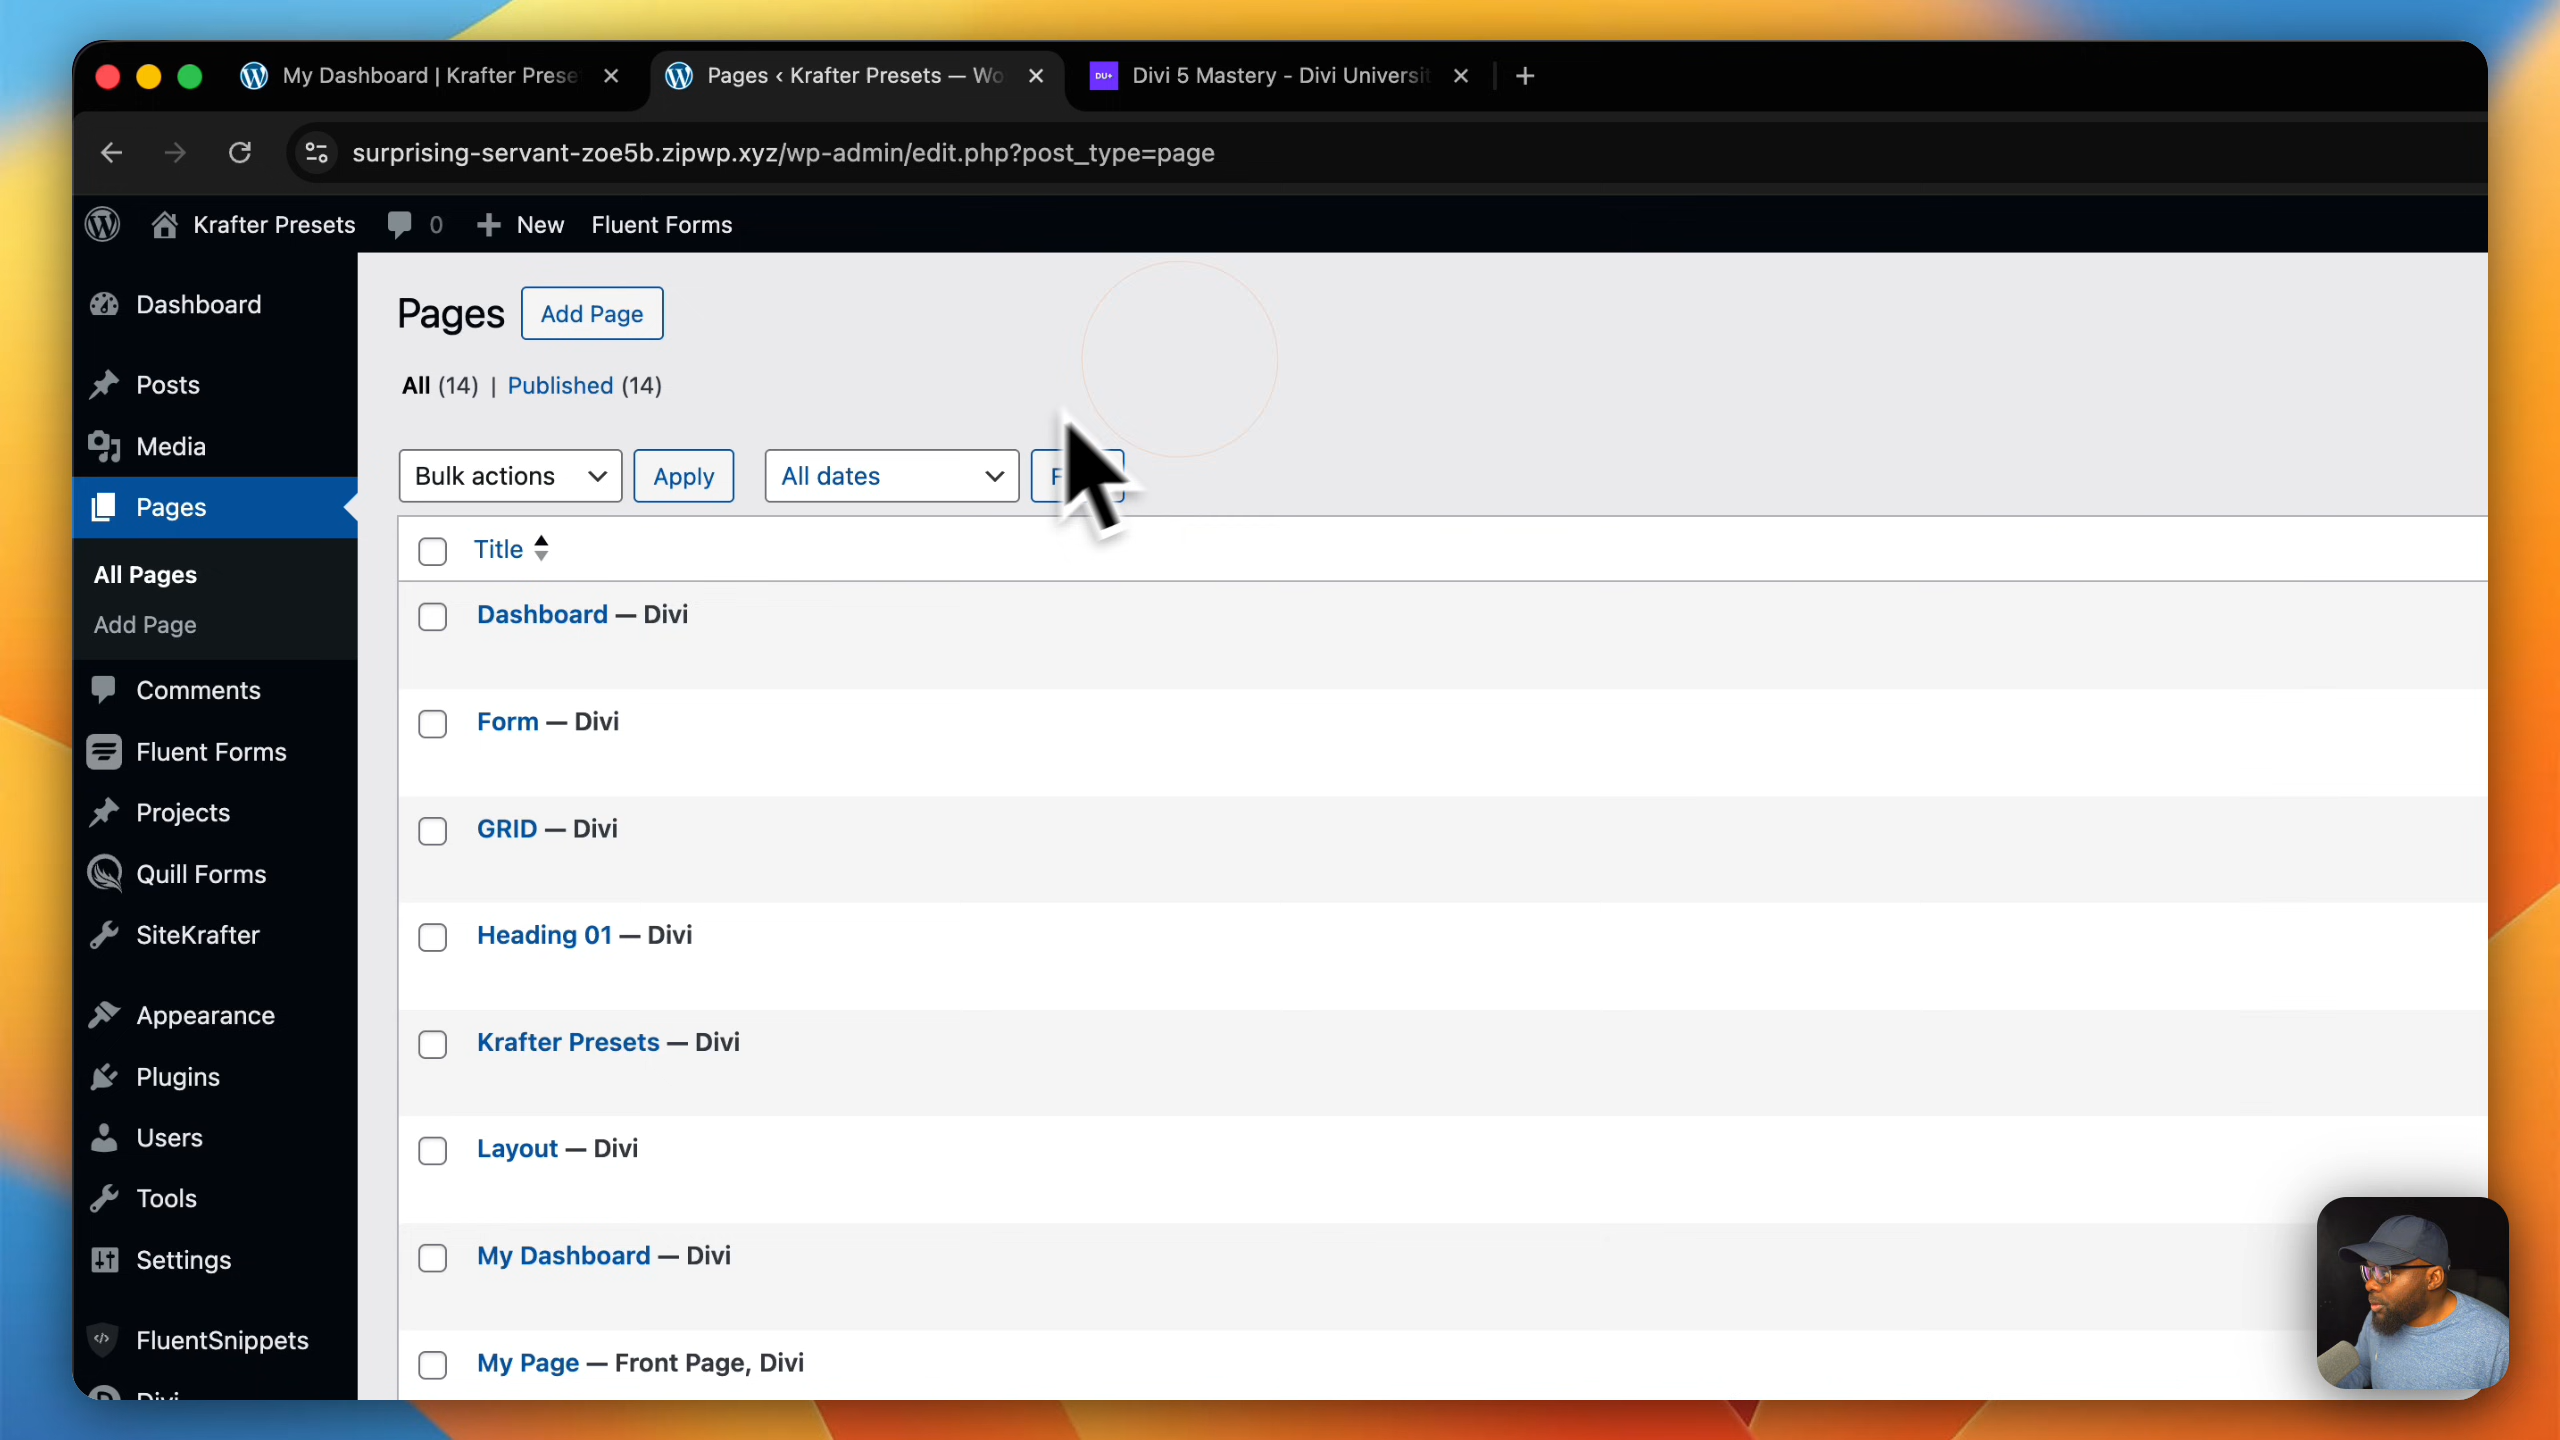 My Dashboard | Krafter Prese
Pages ‹ Krafter Presets — Wo
DU+
Divi 5 Mastery - Divi Universit
surprising-servant-zoe5b.zipwp.xyz/wp-admin/edit.php?post_type=page
Krafter Presets
0
New
Fluent Forms
Dashboard
Posts
Media
Pages
All Pages
Add Page
Comments
Fluent Forms
Projects
Quill Forms
SiteKrafter
Appearance
Plugins
Users
Tools
Settings
FluentSnippets
Pages
Add Page
All (14) | Published (14)
Bulk actions
Apply
All dates
Title
Dashboard — Divi
Form — Divi
GRID — Divi
Heading 01 — Divi
Krafter Presets — Divi
Layout — Divi
My Dashboard — Divi
My Page — Front Page, Divi